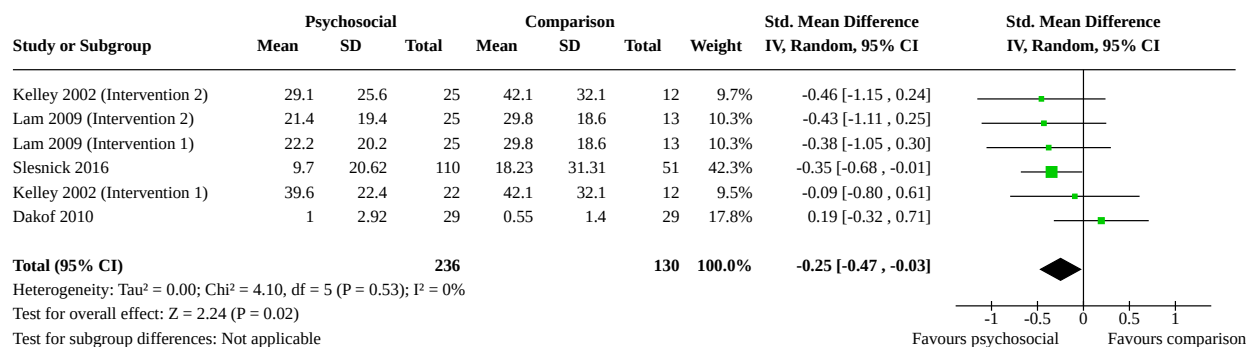 Psychosocial Comparison Std. Mean Difference Std. Mean Difference
Study or Subgroup Mean SD Total Mean SD Total Weight IV, Random, 95% CI IV, Random, 95% CI
Kelley 2002 (Intervention 2) 29.1 25.6 25 42.1 32.1 12 9.7% -0.46 [-1.15 , 0.24]
Lam 2009 (Intervention 2) 21.4 19.4 25 29.8 18.6 13 10.3% -0.43 [-1.11 , 0.25]
Lam 2009 (Intervention 1) 22.2 20.2 25 29.8 18.6 13 10.3% -0.38 [-1.05 , 0.30]
Slesnick 2016 9.7 20.62 110 18.23 31.31 51 42.3% -0.35 [-0.68 , -0.01]
Kelley 2002 (Intervention 1) 39.6 22.4 22 42.1 32.1 12 9.5% -0.09 [-0.80 , 0.61]
Dakof 2010 1 2.92 29 0.55 1.4 29 17.8% 0.19 [-0.32 , 0.71]
Total (95% CI) 236 130 100.0% -0.25 [-0.47 , -0.03]
Heterogeneity: Tau² = 0.00; Chi² = 4.10, df = 5 (P = 0.53); I² = 0%
Test for overall effect: Z = 2.24 (P = 0.02)
Test for subgroup differences: Not applicable
-1 -0.5 0 0.5 1
Favours psychosocial Favours comparison